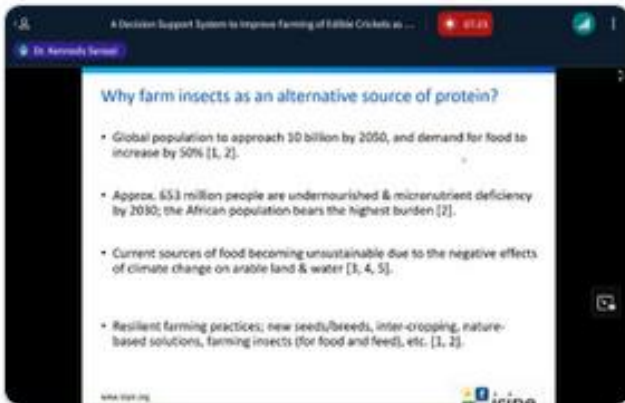 A Decision Support System to Improve Farming of Edible Crickets as ...
Dr. Kennedy
Why farm insects as an alternative source of protein?
• Global population to approach 10 billion by 2050, and demand for food to
increase by 50% [1, 2].
• Approx. 653 million people are undernourished & micronutrient deficiency
by 2030; the African population bears the highest burden [2].
• Current sources of food becoming unsustainable due to the negative effects
of climate change on arable land & water [3, 4, 5].
• Resilient farming practices; new seeds/breeds, inter-cropping, nature-
based solutions, farming insects (for food and feed), etc. [1, 2].
www.icipe.org
icipe